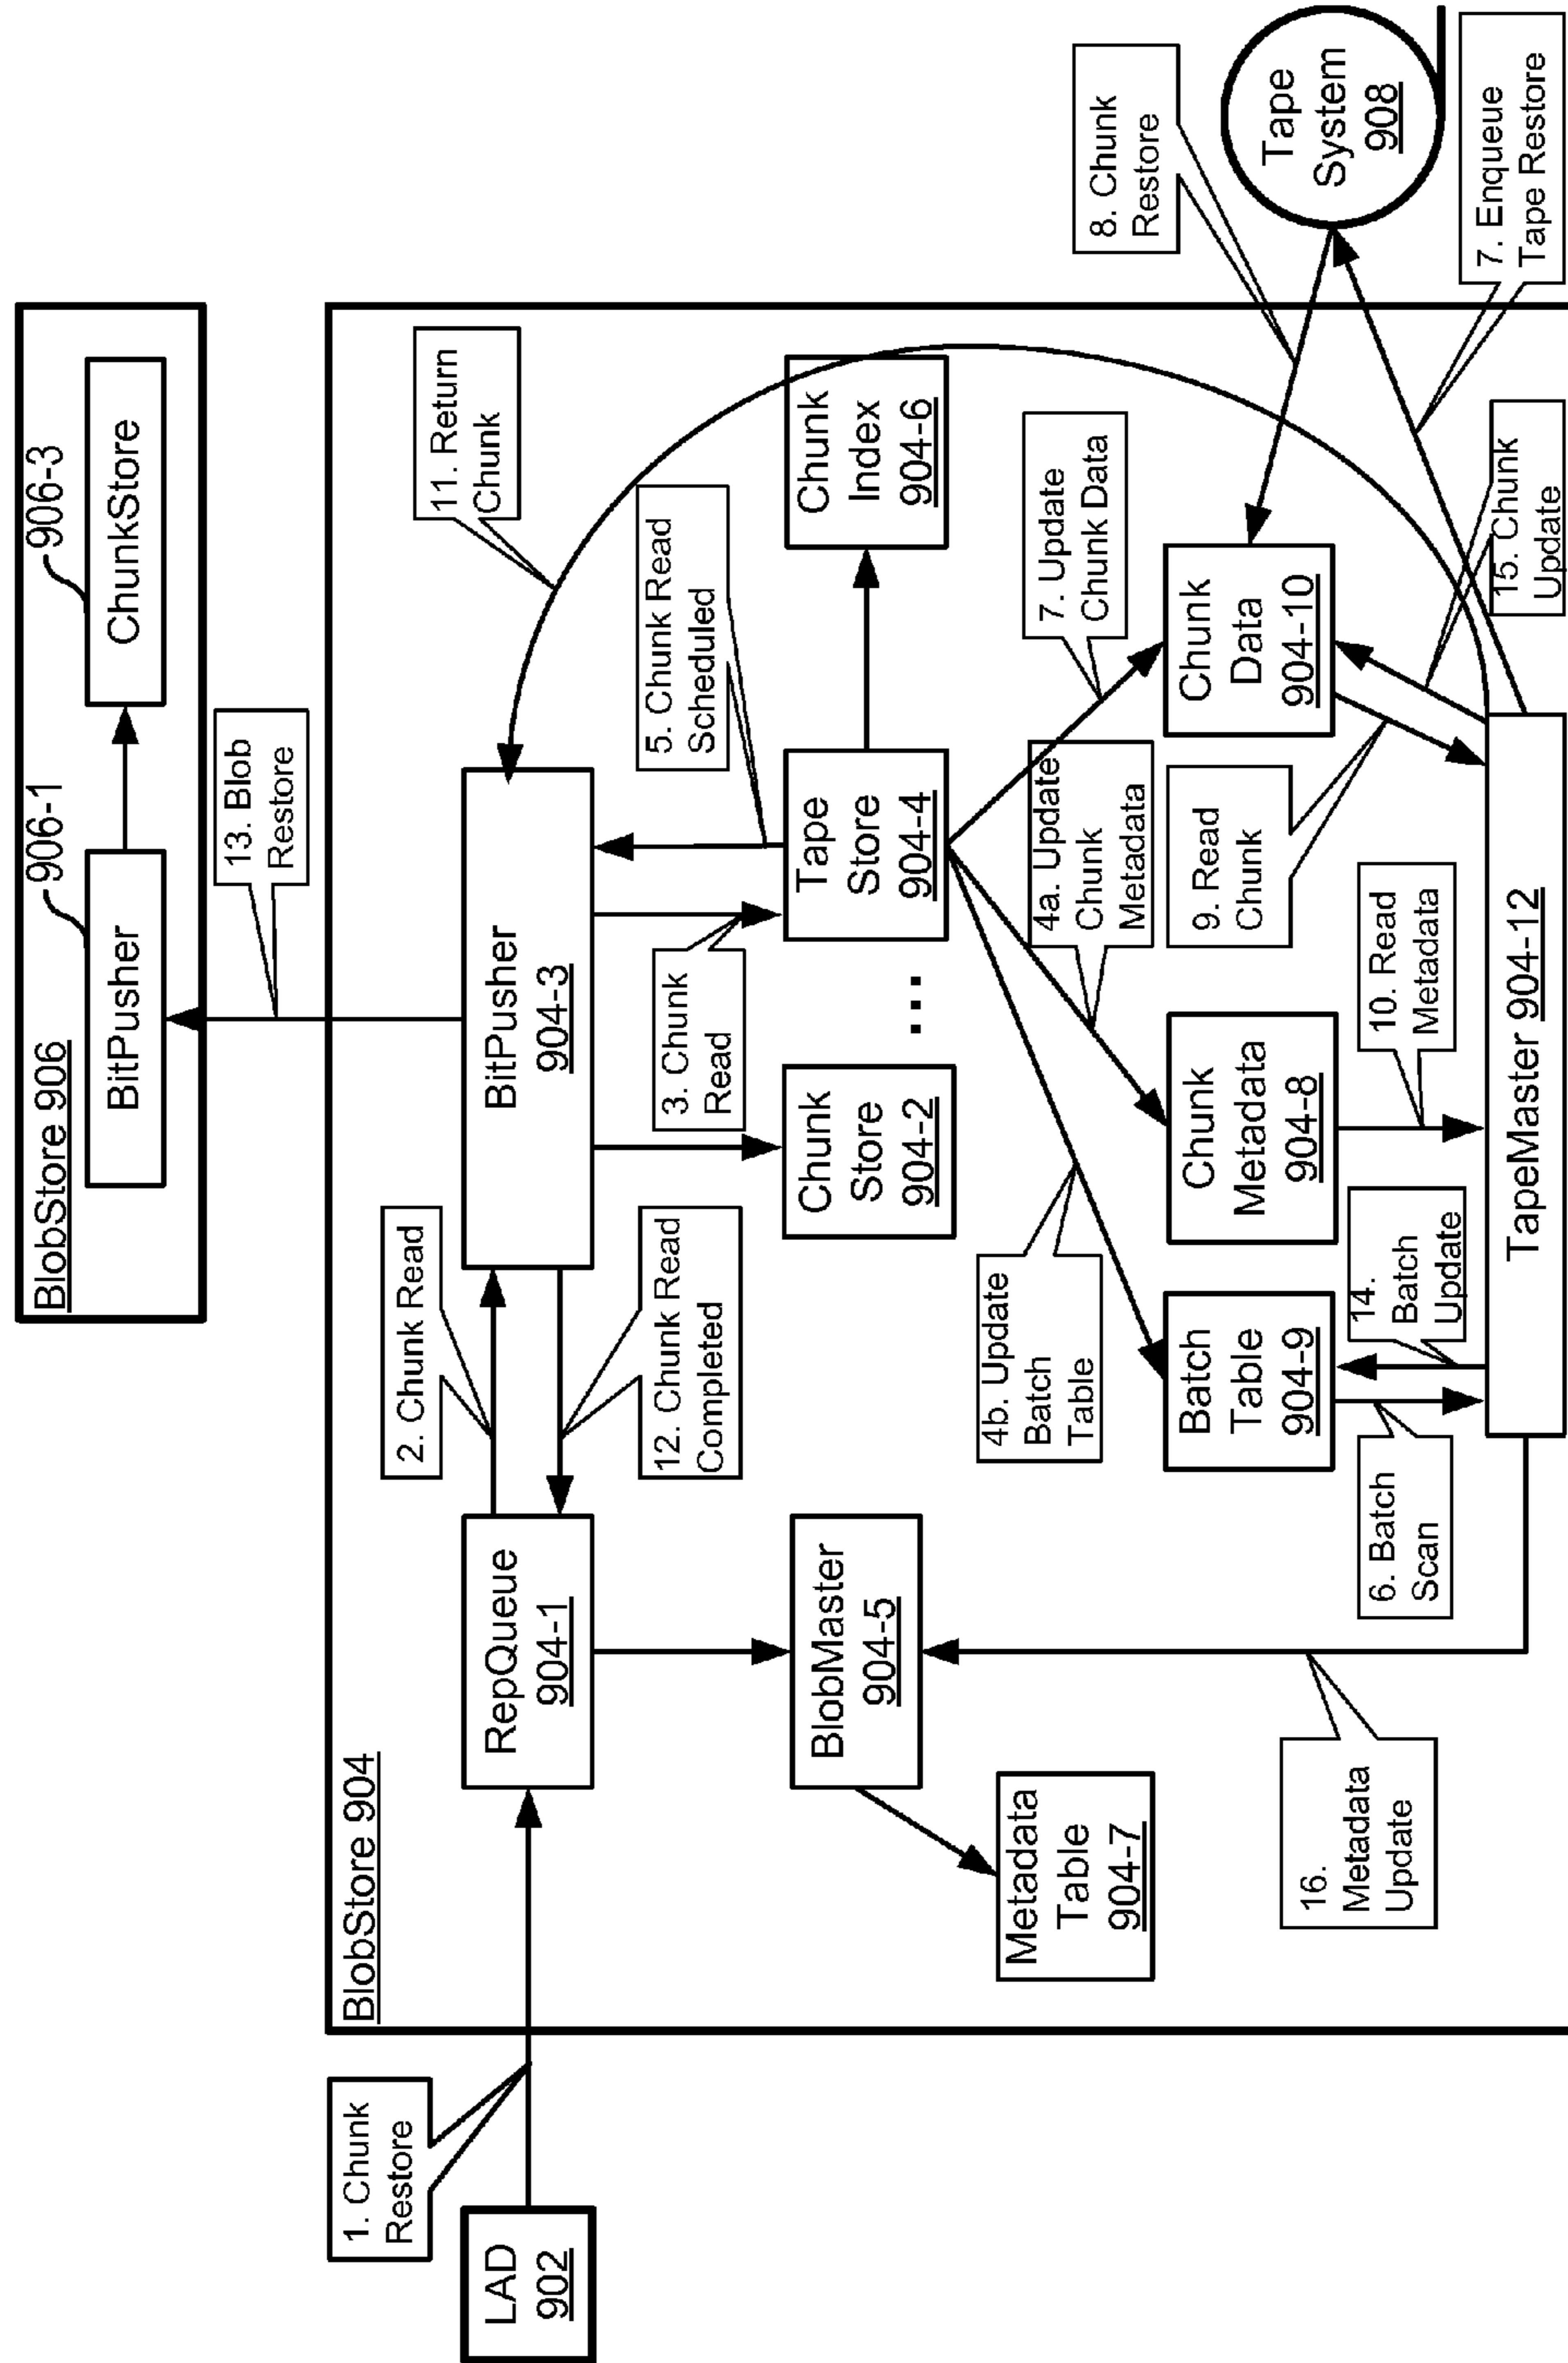 BlobStore 906
906-1
906-3
BitPusher
ChunkStore
13. Blob
Restore
1. Chunk
Restore
LAD
902
BlobStore 904
2. Chunk Read
11. Return
Chunk
RepQueue
904-1
BitPusher
904-3
12. Chunk Read
Completed
3. Chunk
Read
5. Chunk Read
Scheduled
BlobMaster
904-5
Chunk
Store
904-2
...
Tape
Store
904-4
Chunk
Index
904-6
Metadata
Table
904-7
4b. Update
Batch
Table
4a. Update
Chunk
Metadata
7. Update
Chunk Data
8. Chunk
Restore
Batch
Table
904-9
Chunk
Metadata
904-8
9. Read
Chunk
Chunk
Data
904-10
Tape
System
908
16.
Metadata
Update
6. Batch
Scan
14.
Batch
Update
10. Read
Metadata
15. Chunk
Update
7. Enqueue
Tape Restore
TapeMaster 904-12